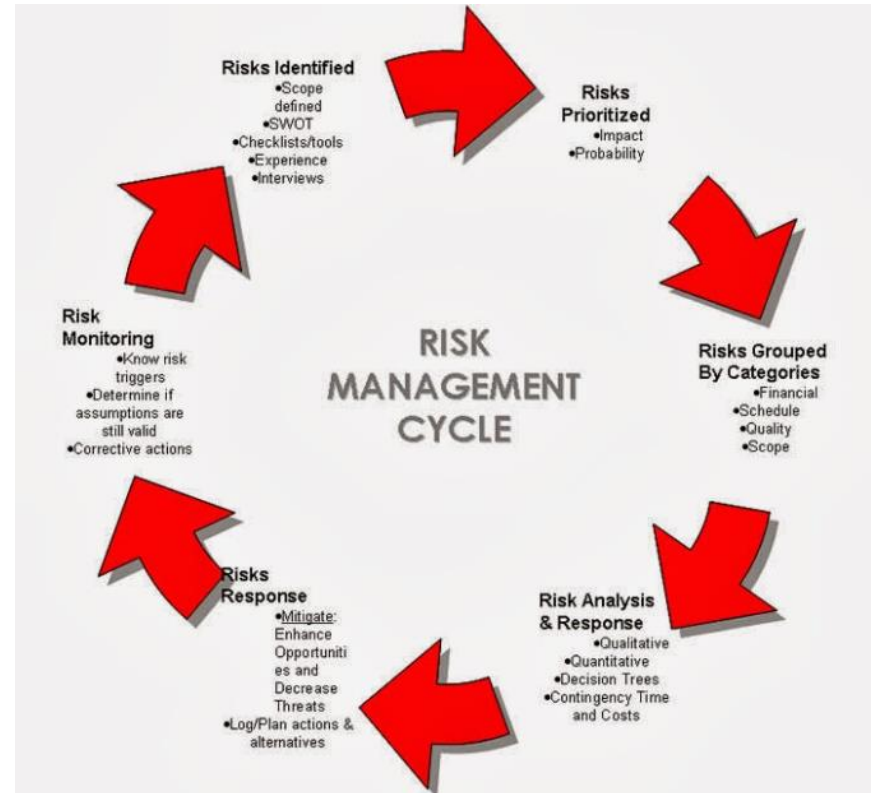 Risks Identified
•Scope
defined
•SWOT
•Checklists/tools
•Experience
•Interviews
Risks
Prioritized
•Impact
•Probability
Risks Grouped
By Categories
•Financial
•Schedule
•Quality
•Scope
Risk Analysis
& Response
•Qualitative
•Quantitative
•Decision Trees
•Contingency Time
and Costs
Risks
Response
•Mitigate:
Enhance
Opportuniti
es and
Decrease
Threats
•Log/Plan actions &
alternatives
Risk
Monitoring
•Know risk
triggers
•Determine if
assumptions are
still valid
•Corrective actions
RISK
MANAGEMENT
CYCLE